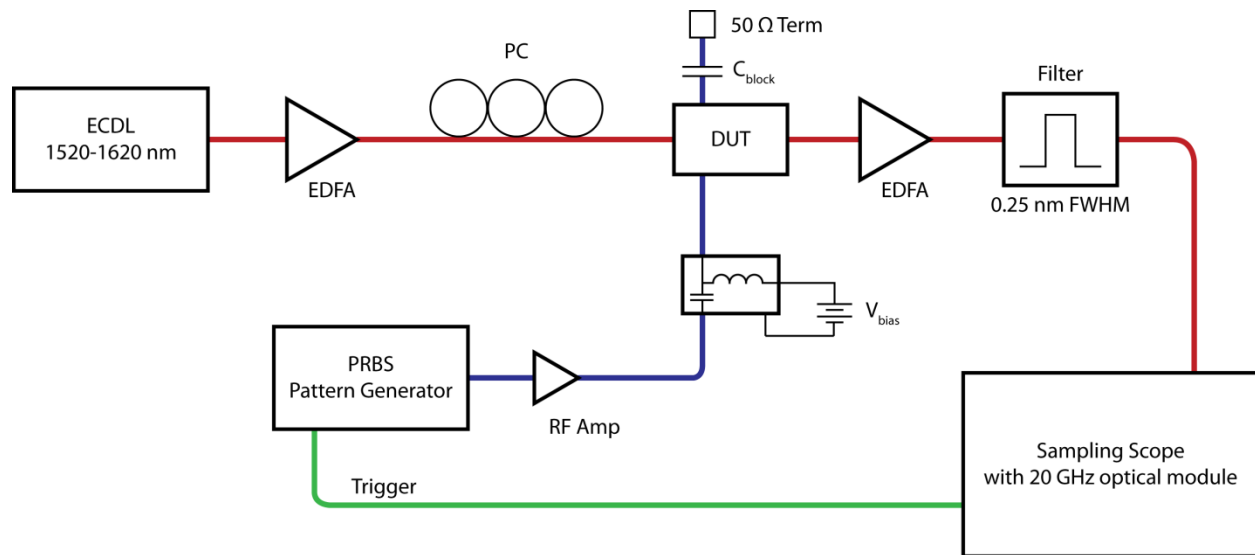 50 Ω Term
PC
C_block
Filter
ECDL
1520-1620 nm
DUT
EDFA
EDFA
0.25 nm FWHM
V_bias
PRBS
Pattern Generator
RF Amp
Sampling Scope
with 20 GHz optical module
Trigger